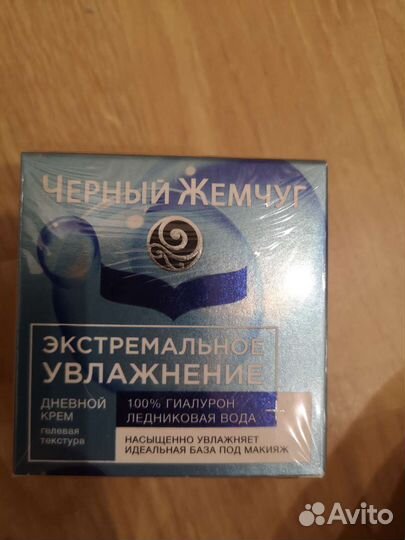 ЧЕРНЫЙ ЖЕМЧУГ
ЭКСТРЕМАЛЬНОЕ
УВЛАЖНЕНИЕ
ДНЕВНОЙ
КРЕМ
гелевая
текстура
100% ГИАЛУРОН
ЛЕДНИКОВАЯ ВОДА
НАСЫЩЕННО УВЛАЖНЯЕТ
ИДЕАЛЬНАЯ БАЗА ПОД МАКИЯЖ
Avito